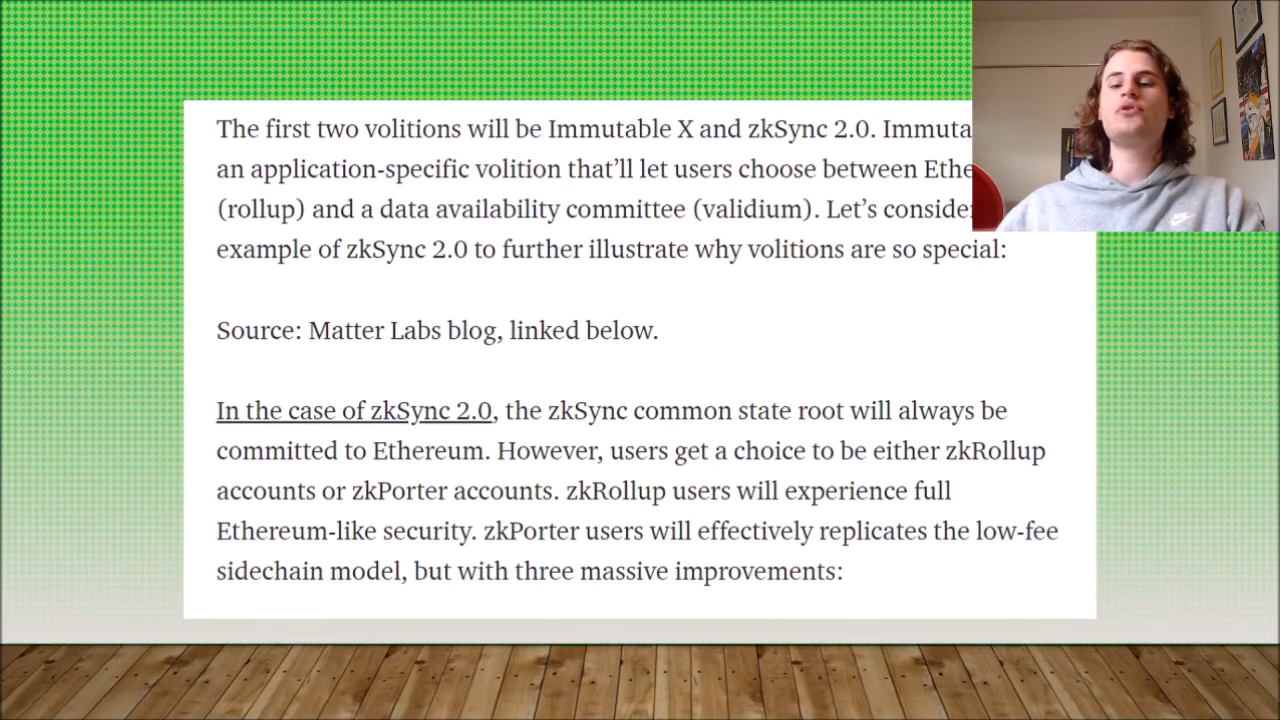 The first two volitions will be Immutable X and zkSync 2.0.
an application-specific volition that’ll let users choose between
(rollup) and a data availability committee (validium). Let’s
example of zkSync 2.0 to further illustrate why volitions are so special:
Source: Matter Labs blog, linked below.
In the case of zkSync 2.0, the zkSync common state root will always be
committed to Ethereum. However, users get a choice to be either zkRollup
accounts or zkPorter accounts. zkRollup users will experience full
Ethereum-like security. zkPorter users will effectively replicates the low-fee
sidechain model, but with three massive improvements: